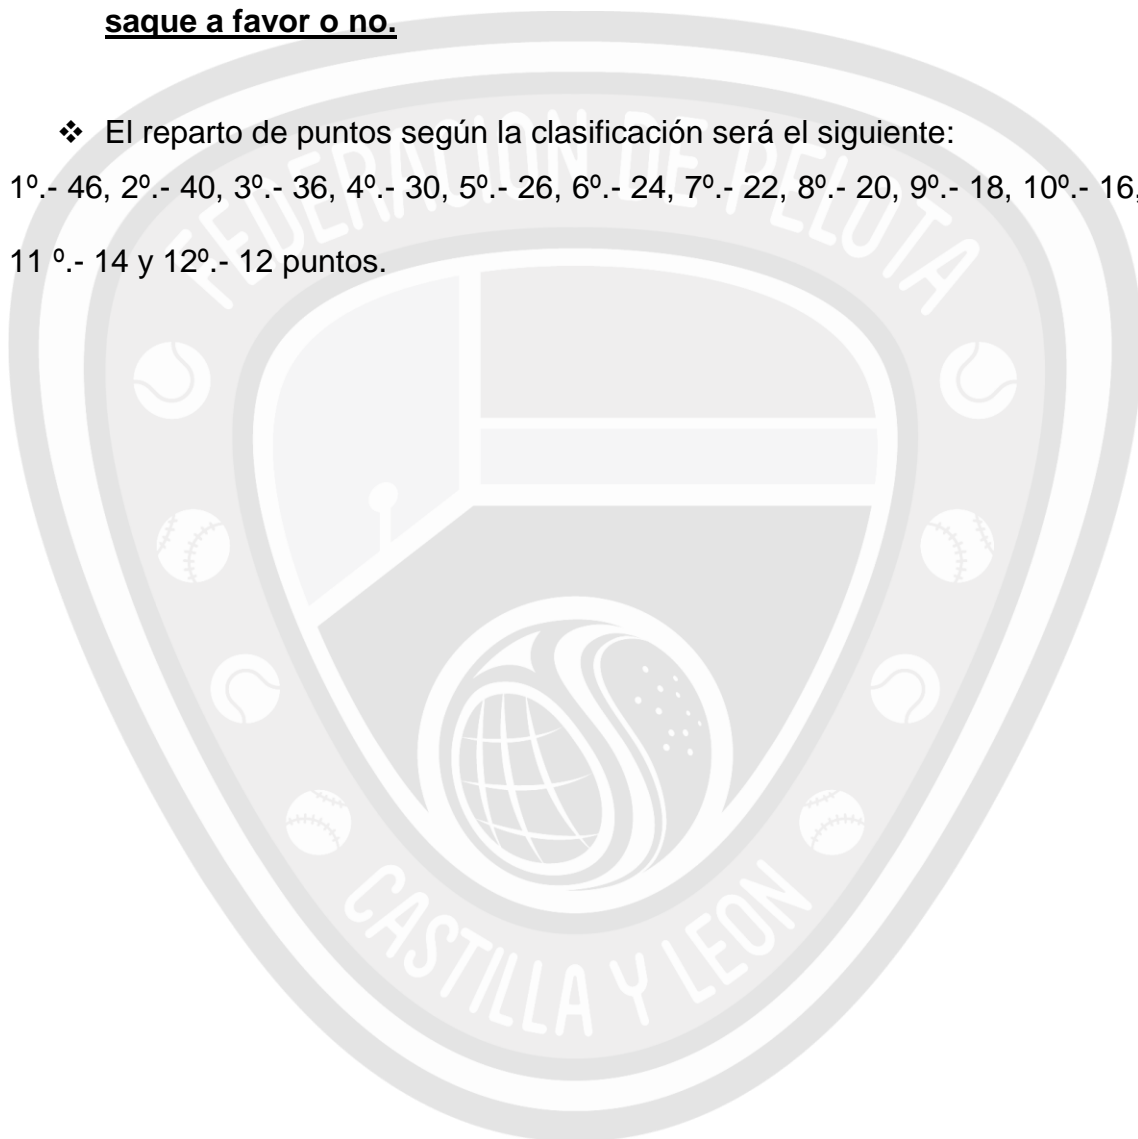 saque a favor o no.
❖ El reparto de puntos según la clasificación será el siguiente:
1º.- 46, 2º.- 40, 3º.- 36, 4º.- 30, 5º.- 26, 6º.- 24, 7º.- 22, 8º.- 20, 9º.- 18, 10º.- 16,
11 º.- 14 y 12º.- 12 puntos.
FEDERACION DE PELOTA
CASTILLA Y LEON